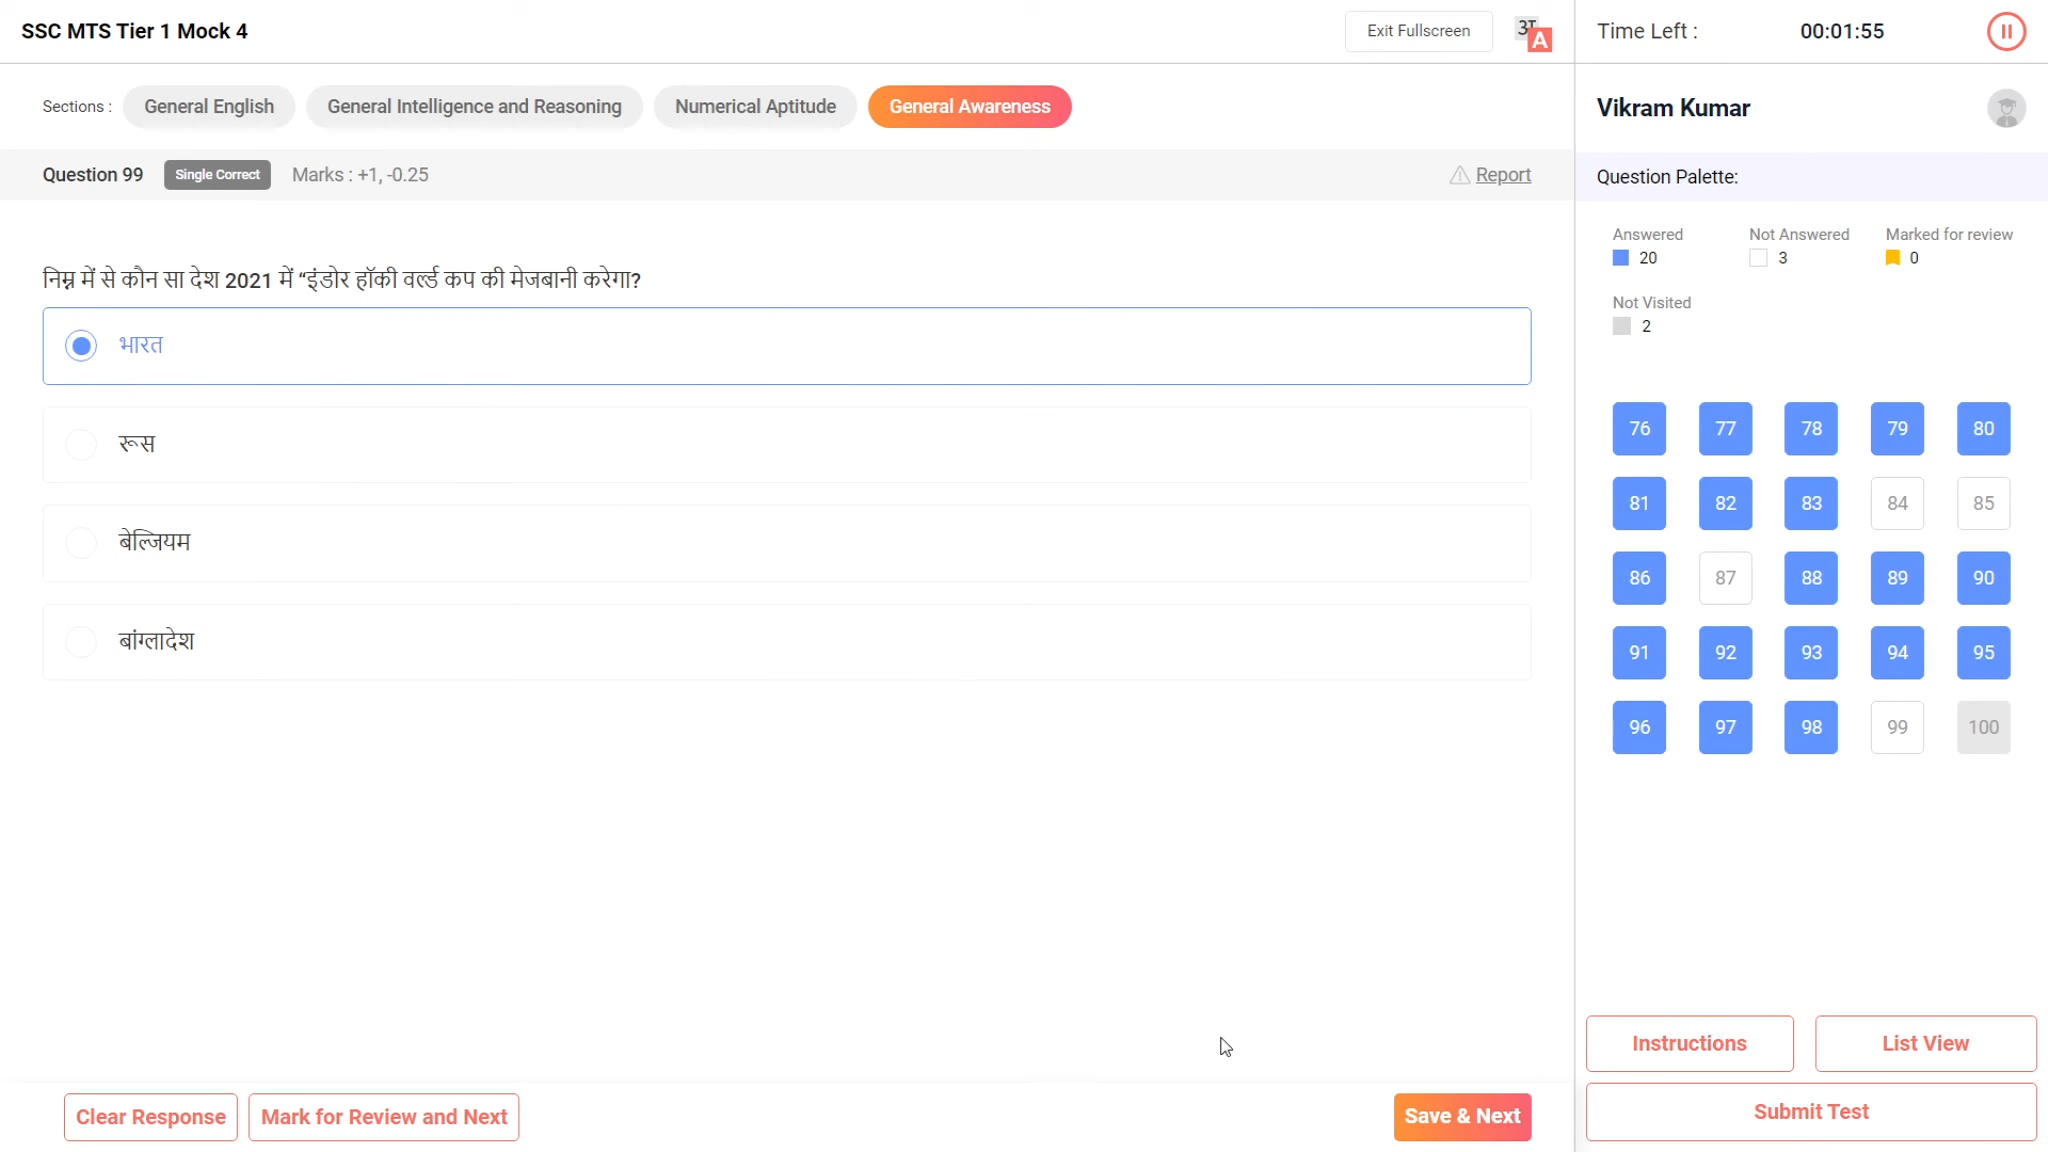 SSC MTS Tier 1 Mock 4
Exit Fullscreen
अ A
Time Left : 00:01:55
Sections : General English General Intelligence and Reasoning Numerical Aptitude General Awareness
Vikram Kumar
Question 99 Single Correct Marks : +1, -0.25
Report
Question Palette:
Answered Not Answered Marked for review
20 3 0
Not Visited
2
निम्न में से कौन सा देश 2021 में “इंडोर हॉकी वर्ल्ड कप की मेजबानी करेगा?
भारत
रूस
बेल्जियम
बांग्लादेश
76 77 78 79 80
81 82 83 84 85
86 87 88 89 90
91 92 93 94 95
96 97 98 99 100
Instructions List View
Clear Response Mark for Review and Next Save & Next
Submit Test